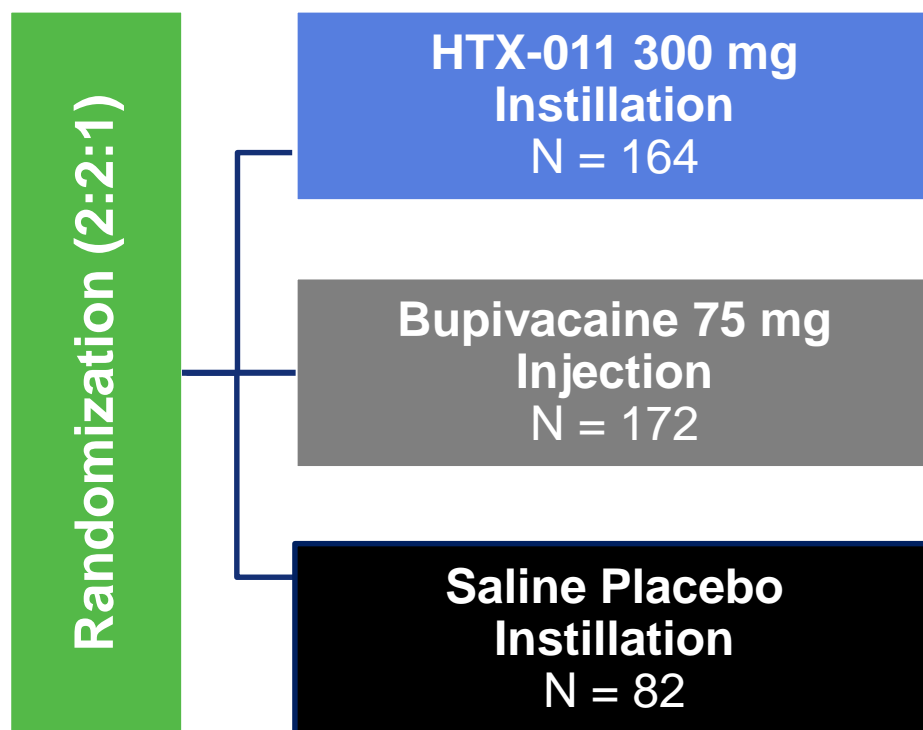 Randomization (2:2:1)
HTX-011 300 mg
Instillation
N = 164
Bupivacaine 75 mg
Injection
N = 172
Saline Placebo
Instillation
N = 82